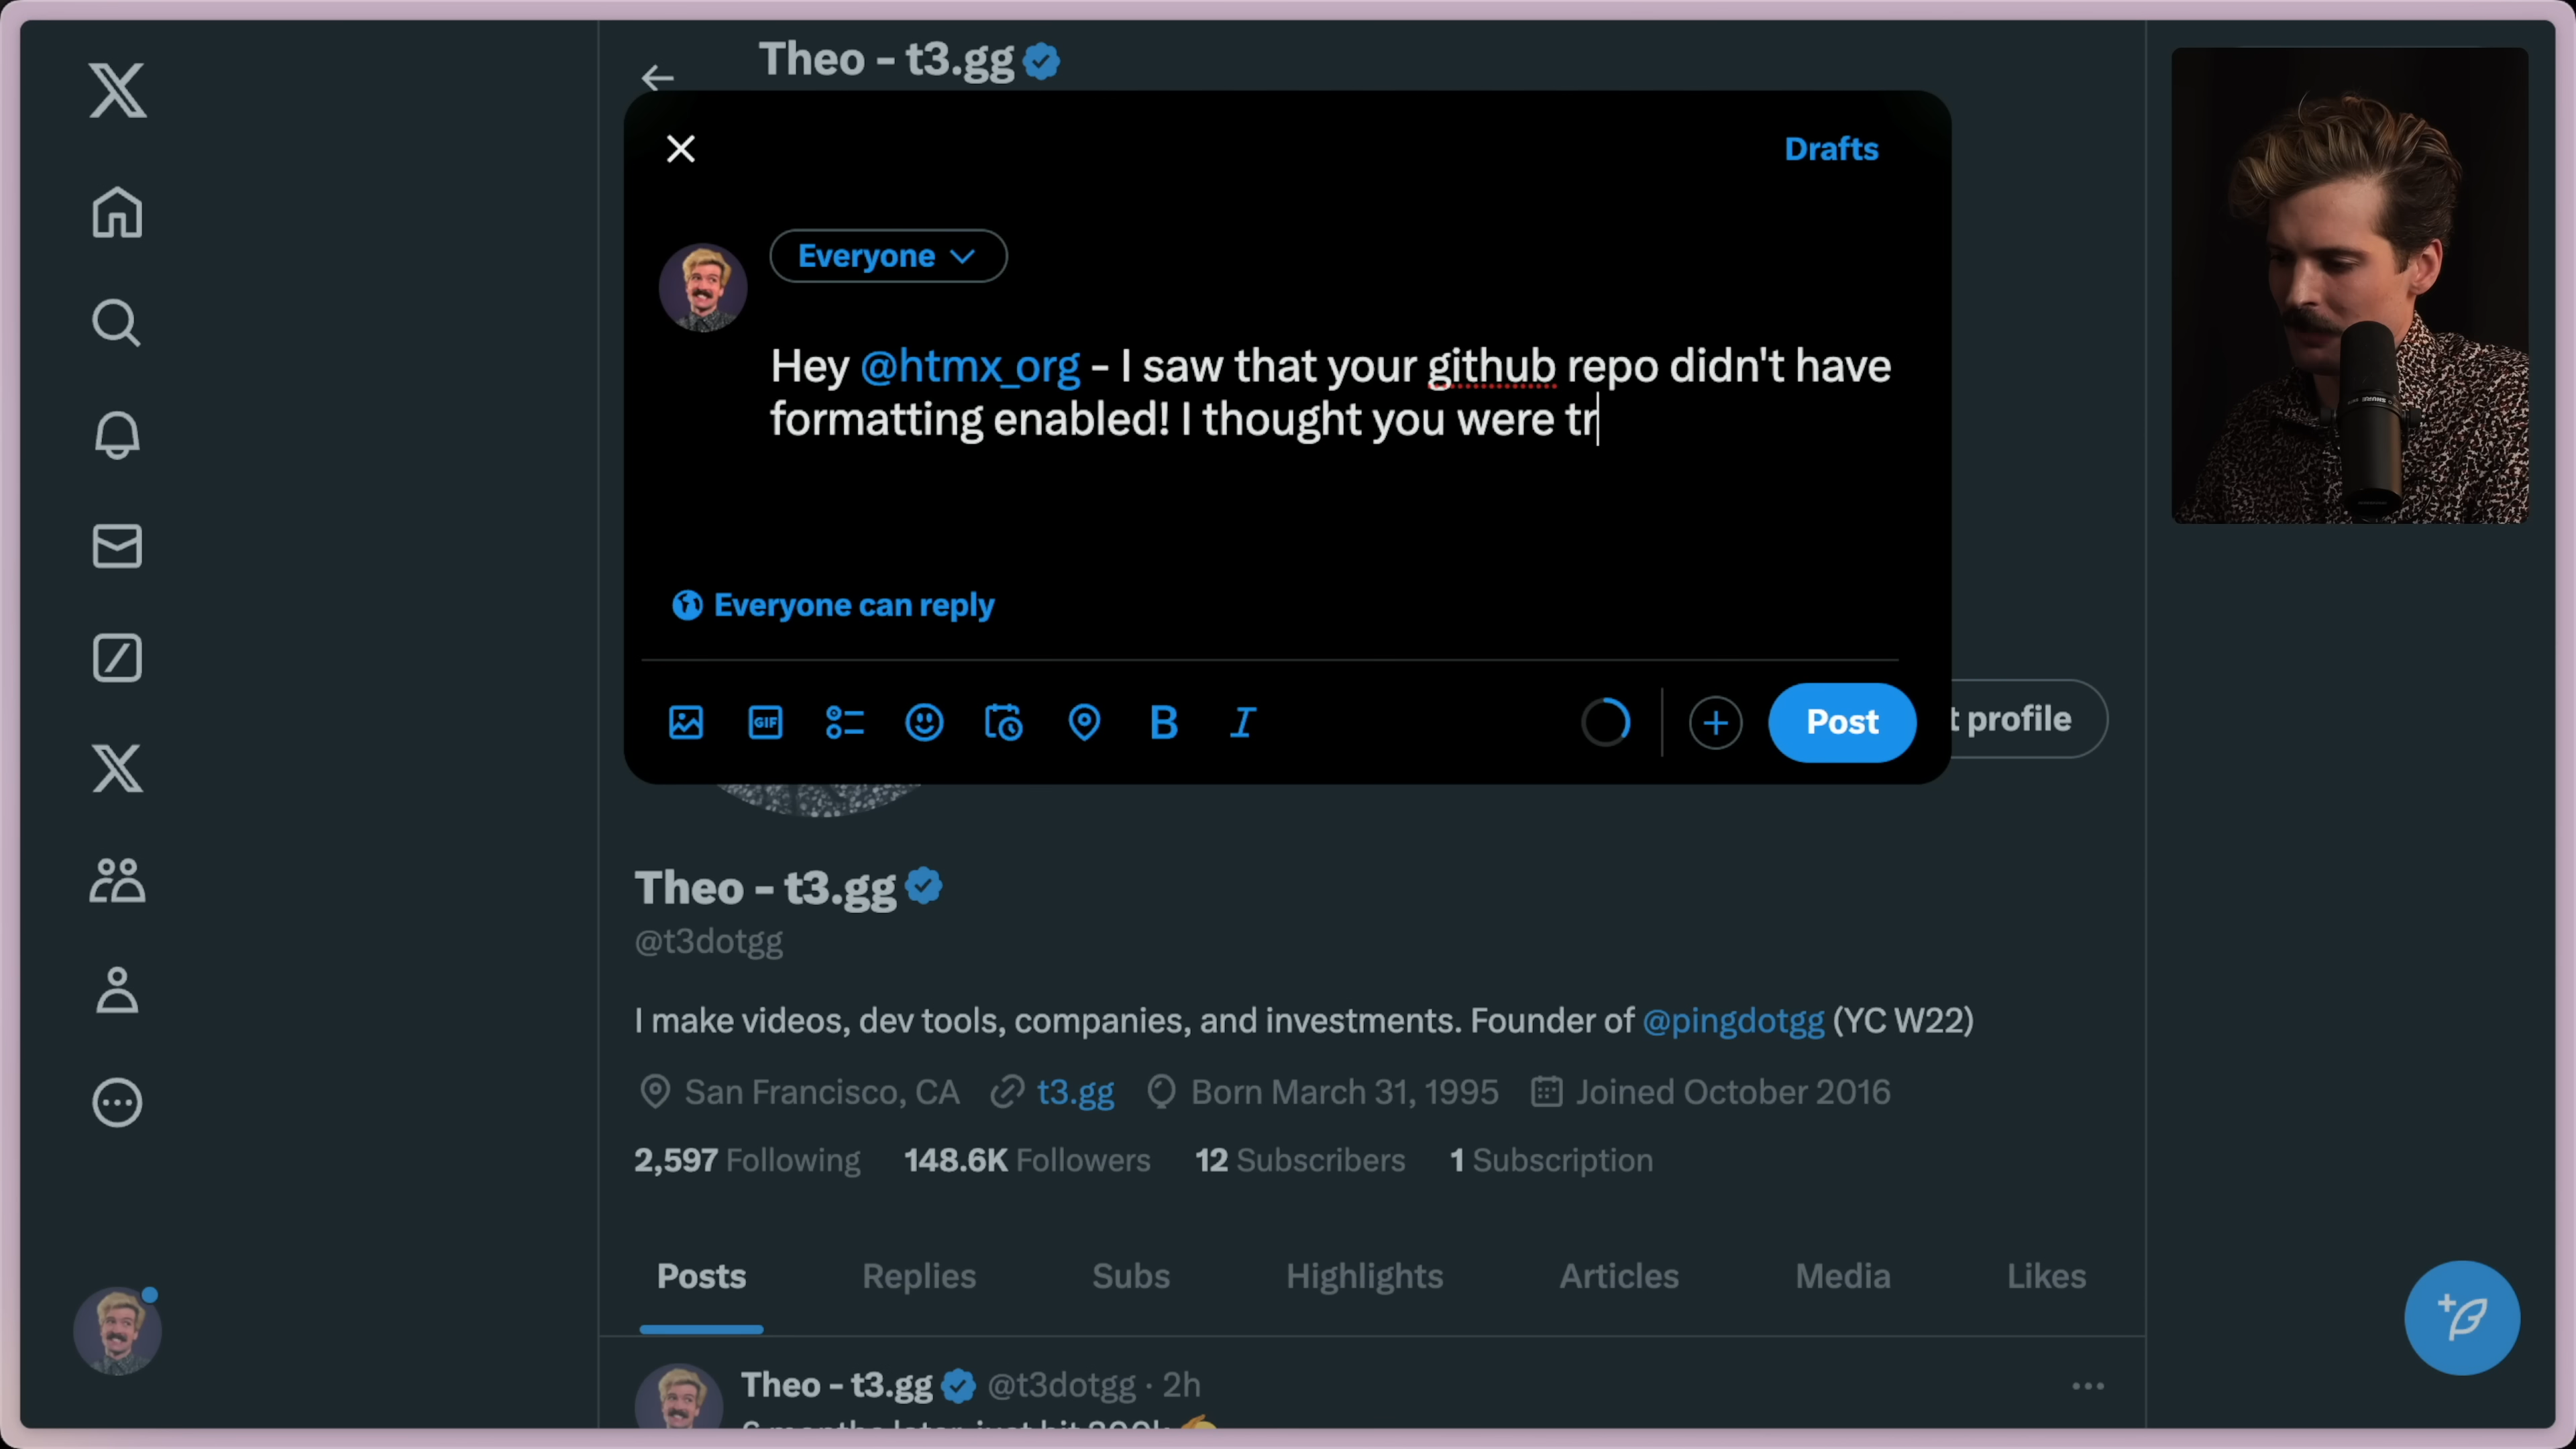 Theo - t3.gg
Drafts
Everyone
Hey @htmx_org - I saw that your github repo didn't have
formatting enabled! I thought you were tr
Everyone can reply
GIF
B I
Post
t profile
Theo - t3.gg
@t3dotgg
I make videos, dev tools, companies, and investments. Founder of @pingdotgg (YC W22)
San Francisco, CA t3.gg Born March 31, 1995 Joined October 2016
2,597 Following 148.6K Followers 12 Subscribers 1 Subscription
Posts Replies Subs Highlights Articles Media Likes
Theo - t3.gg @t3dotgg · 2h